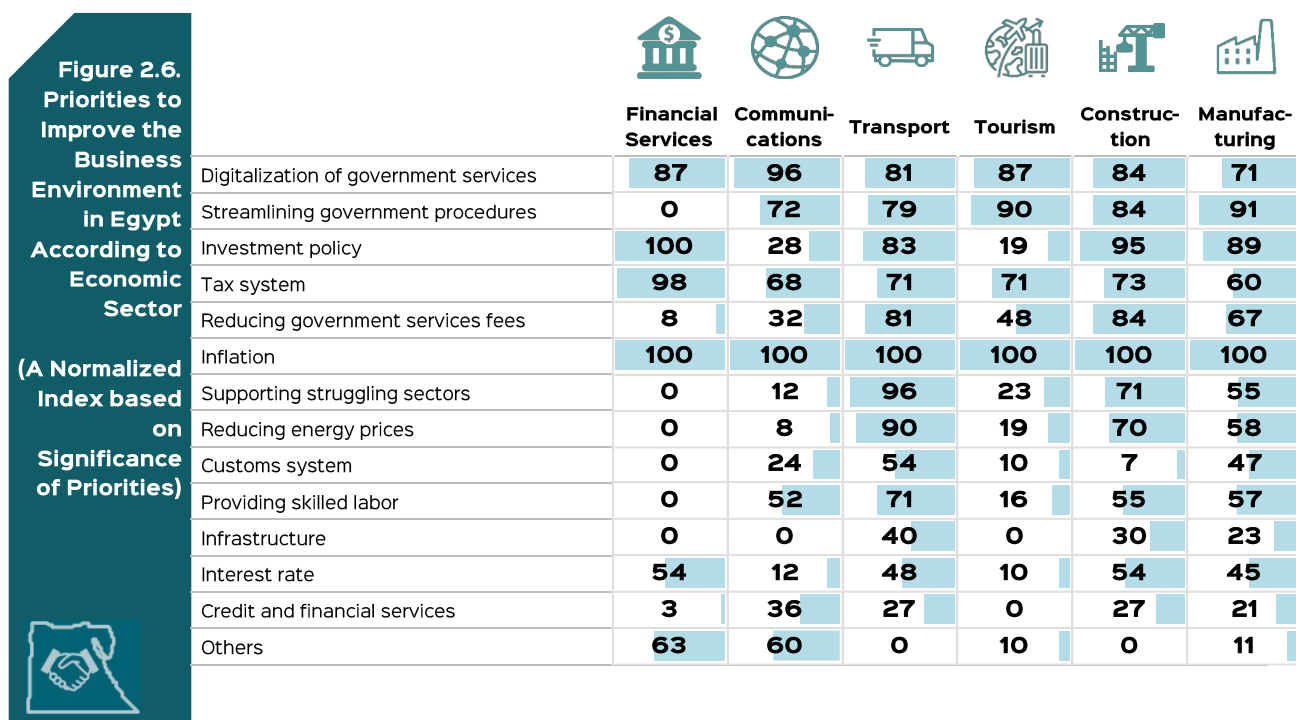 Figure 2.6.
Priorities to
Improve the
Business
Environment
in Egypt
According to
Economic
Sector
(A Normalized
Index based
on
Significance
of Priorities)
$
Financial Services Communi-cations Transport Tourism Construc-tion Manufac-turing
Digitalization of government services 87 96 81 87 84 71
Streamlining government procedures 0 72 79 90 84 91
Investment policy 100 28 83 19 95 89
Tax system 98 68 71 71 73 60
Reducing government services fees 8 32 81 48 84 67
Inflation 100 100 100 100 100 100
Supporting struggling sectors 0 12 96 23 71 55
Reducing energy prices 0 8 90 19 70 58
Customs system 0 24 54 10 7 47
Providing skilled labor 0 52 71 16 55 57
Infrastructure 0 0 40 0 30 23
Interest rate 54 12 48 10 54 45
Credit and financial services 3 36 27 0 27 21
Others 63 60 0 10 0 11